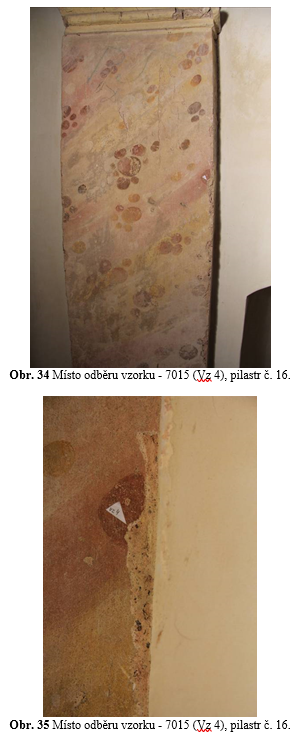 Obr. 34 Místo odběru vzorku - 7015 (Vz 4), pilastr č. 16.
Obr. 35 Místo odběru vzorku - 7015 (Vz 4), pilastr č. 16.